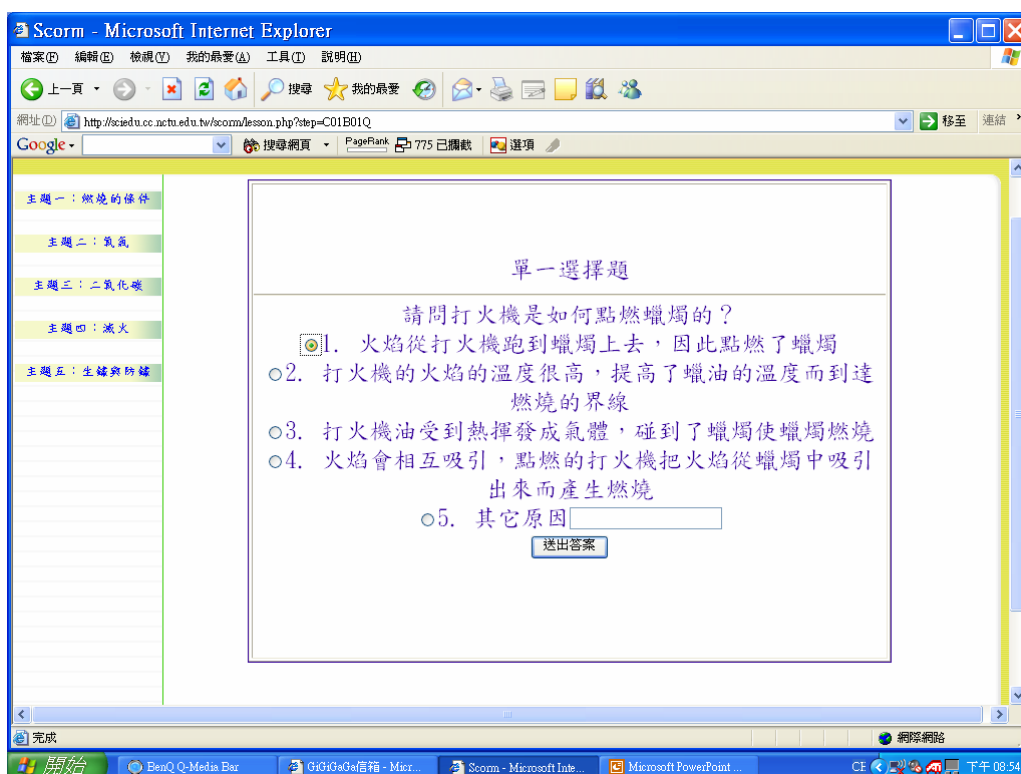 Scorm - Microsoft Internet Explorer
檔案(F) 編輯(E) 檢視(V) 我的最愛(A) 工具(T) 說明(H)
上一頁 搜尋 我的最愛
網址(D) http://sciedu.cc.nctu.edu.tw/scorm/lesson.php?step=C01B01Q 移至 連結
Google 搜尋網頁 PageRank 775 已攔截 選項
主題一：燃燒的條件
主題二：氧氣
主題三：二氧化碳
主題四：滅火
主題五：生鏽與防鏽
單一選擇題
請問打火機是如何點燃蠟燭的？
1. 火焰從打火機跑到蠟燭上去，因此點燃了蠟燭
2. 打火機的火焰的溫度很高，提高了蠟油的溫度而到達
燃燒的界線
3. 打火機油受到熱揮發成氣體，碰到了蠟燭使蠟燭燃燒
4. 火焰會相互吸引，點燃的打火機把火焰從蠟燭中吸引
出來而產生燃燒
5. 其它原因
送出答案
完成 網際網路
開始 BenQ Q-Media Bar GiGiGaGa信箱 - Micr... Scorm - Microsoft Inte... Microsoft PowerPoint ... CH 下午 08:54